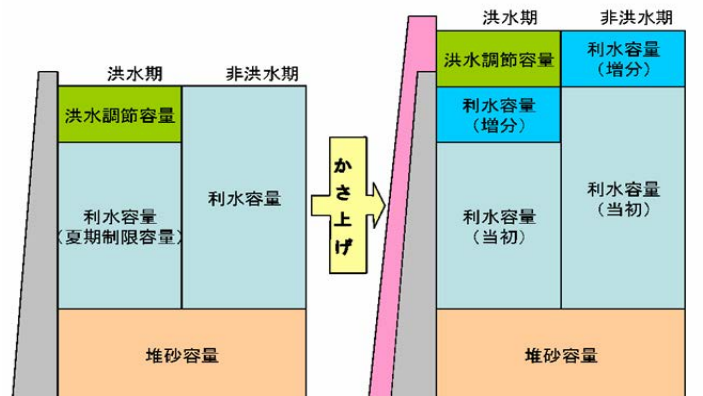 洪水期
非洪水期
洪水調節容量
利水容量
(夏期制限容量)
利水容量
堆砂容量
かさ上げ
洪水期
非洪水期
洪水調節容量
利水容量
(増分)
利水容量
(増分)
利水容量
(当初)
利水容量
(当初)
堆砂容量